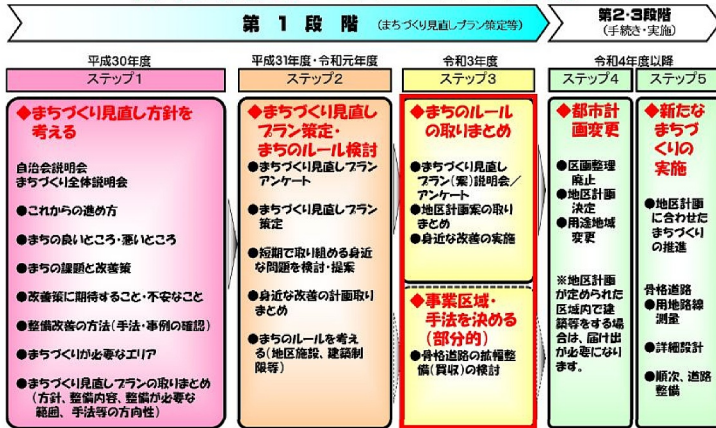 第1段階 (まちづくり見直しプラン策定等)
第2・3段階
(手続き・実施)
平成30年度
ステップ1
◆まちづくり見直し方針を
考える
自治会説明会
まちづくり全体説明会
●これからの進め方
●まちの良いところ・悪いところ
●まちの課題と改善策
●改善策に期待すること・不安なこと
●整備改善の方法(手法・事例の確認)
●まちづくりが必要なエリア
●まちづくり見直しプランの取りまとめ
(方針、整備内容、整備が必要な
範囲、手法等の方向性)
平成31年度・令和元年度
ステップ2
◆まちづくり見直し
プラン策定・
まちのルール検討
●まちづくり見直しプラン
アンケート
●まちづくり見直しプラン
策定
●短期で取り組める身近
な問題を検討・提案
●身近な改善の計画取り
まとめ
●まちのルールを考え
る(地区施設、建築制
限等)
令和3年度
ステップ3
◆まちのルール
の取りまとめ
●まちづくり見直し
プラン(案)説明会/
アンケート
●地区計画案の取り
まとめ
●身近な改善の実施
◆事業区域・
手法を決める
(部分的)
●骨格道路の拡幅整
備(買収)の検討
令和4年度以降
ステップ4
◆都市計
画変更
●区画整理
廃止
●地区計画
決定
●用途地域
変更
※地区計画
が定められた
区域内で建
築等をする場
合は、届け出
が必要になり
ます。
ステップ5
◆新たな
まちづ
くりの
実施
●地区計画
に合わせた
まちづくり
の推進
骨格道路
●用地路線
測量
●詳細設計
●順次、道路
整備